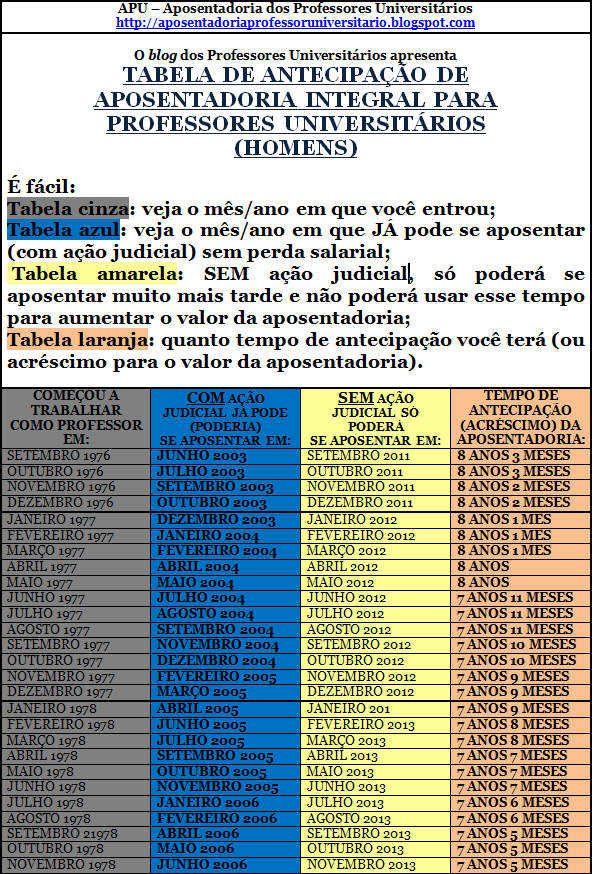 APU – Aposentadoria dos Professores Universitários
http://aposentadoriaprofessoruniversitario.blogspot.com
O blog dos Professores Universitários apresenta
TABELA DE ANTECIPAÇÃO DE
APOSENTADORIA INTEGRAL PARA
PROFESSORES UNIVERSITÁRIOS
(HOMENS)
É fácil:
Tabela cinza: veja o mês/ano em que você entrou;
Tabela azul: veja o mês/ano em que JÁ pode se aposentar
(com ação judicial) sem perda salarial;
Tabela amarela: SEM ação judicial, só poderá se
aposentar muito mais tarde e não poderá usar esse tempo
para aumentar o valor da aposentadoria;
Tabela laranja: quanto tempo de antecipação você terá (ou
acréscimo para o valor da aposentadoria).
COMEÇOU A COM AÇÃO SEM AÇÃO TEMPO DE
TRABALHAR JUDICIAL JÁ PODE JUDICIAL SÓ ANTECIPAÇÃO
COMO PROFESSOR (PODERIA) PODERÁ (ACRÉSCIMO) DA
EM: SE APOSENTAR EM: SE APOSENTAR EM: APOSENTADORIA:
SETEMBRO 1976 JUNHO 2003 SETEMBRO 2011 8 ANOS 3 MESES
OUTUBRO 1976 JULHO 2003 OUTUBRO 2011 8 ANOS 3 MESES
NOVEMBRO 1976 SETEMBRO 2003 NOVEMBRO 2011 8 ANOS 2 MESES
DEZEMBRO 1976 OUTUBRO 2003 DEZEMBRO 2011 8 ANOS 2 MESES
JANEIRO 1977 DEZEMBRO 2003 JANEIRO 2012 8 ANOS 1 MES
FEVEREIRO 1977 JANEIRO 2004 FEVEREIRO 2012 8 ANOS 1 MES
MARÇO 1977 FEVEREIRO 2004 MARÇO 2012 8 ANOS 1 MES
ABRIL 1977 ABRIL 2004 ABRIL 2012 8 ANOS
MAIO 1977 MAIO 2004 MAIO 2012 8 ANOS
JUNHO 1977 JULHO 2004 JUNHO 2012 7 ANOS 11 MESES
JULHO 1977 AGOSTO 2004 JULHO 2012 7 ANOS 11 MESES
AGOSTO 1977 SETEMBRO 2004 AGOSTO 2012 7 ANOS 11 MESES
SETEMBRO 1977 NOVEMBRO 2004 SETEMBRO 2012 7 ANOS 10 MESES
OUTUBRO 1977 DEZEMBRO 2004 OUTUBRO 2012 7 ANOS 10 MESES
NOVEMBRO 1977 FEVEREIRO 2005 NOVEMBRO 2012 7 ANOS 9 MESES
DEZEMBRO 1977 MARÇO 2005 DEZEMBRO 2012 7 ANOS 9 MESES
JANEIRO 1978 ABRIL 2005 JANEIRO 201 7 ANOS 9 MESES
FEVEREIRO 1978 JUNHO 2005 FEVEREIRO 2013 7 ANOS 8 MESES
MARÇO 1978 JULHO 2005 MARÇO 2013 7 ANOS 8 MESES
ABRIL 1978 SETEMBRO 2005 ABRIL 2013 7 ANOS 7 MESES
MAIO 1978 OUTUBRO 2005 MAIO 2013 7 ANOS 7 MESES
JUNHO 1978 NOVEMBRO 2005 JUNHO 2013 7 ANOS 7 MESES
JULHO 1978 JANEIRO 2006 JULHO 2013 7 ANOS 6 MESES
AGOSTO 1978 FEVEREIRO 2006 AGOSTO 2013 7 ANOS 6 MESES
SETEMBRO 21978 ABRIL 2006 SETEMBRO 2013 7 ANOS 5 MESES
OUTUBRO 1978 MAIO 2006 OUTUBRO 2013 7 ANOS 5 MESES
NOVEMBRO 1978 JUNHO 2006 NOVEMBRO 2013 7 ANOS 5 MESES